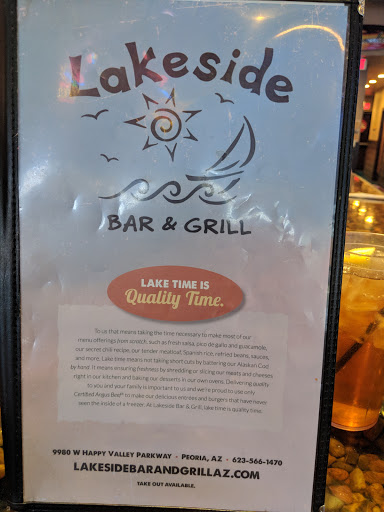 Lakeside
BAR & GRILL
LAKE TIME IS
Quality Time.
To us that means taking the time necessary to make most of our
menu offerings from scratch, such as fresh salsa, pico de gallo and guacamole,
our secret chili recipe, our tender meatloaf, Spanish rice, refried beans, sauces,
and more. Lake time means not taking short cuts by battering our Alaskan Cod
by hand. It means ensuring freshness by shredding or slicing our meats and cheeses
right in our kitchen and baking our desserts in our own ovens. Delivering quality
to you and your family is important to us and we're proud to use only
Certified Angus Beef® to make our delicious entrées and burgers that have never
seen the inside of a freezer. At Lakeside Bar & Grill, lake time is quality time.
9980 W HAPPY VALLEY PARKWAY • PEORIA, AZ • 623-566-1470
LAKESIDEBARANDGRILLAZ.COM
TAKE OUT AVAILABLE.